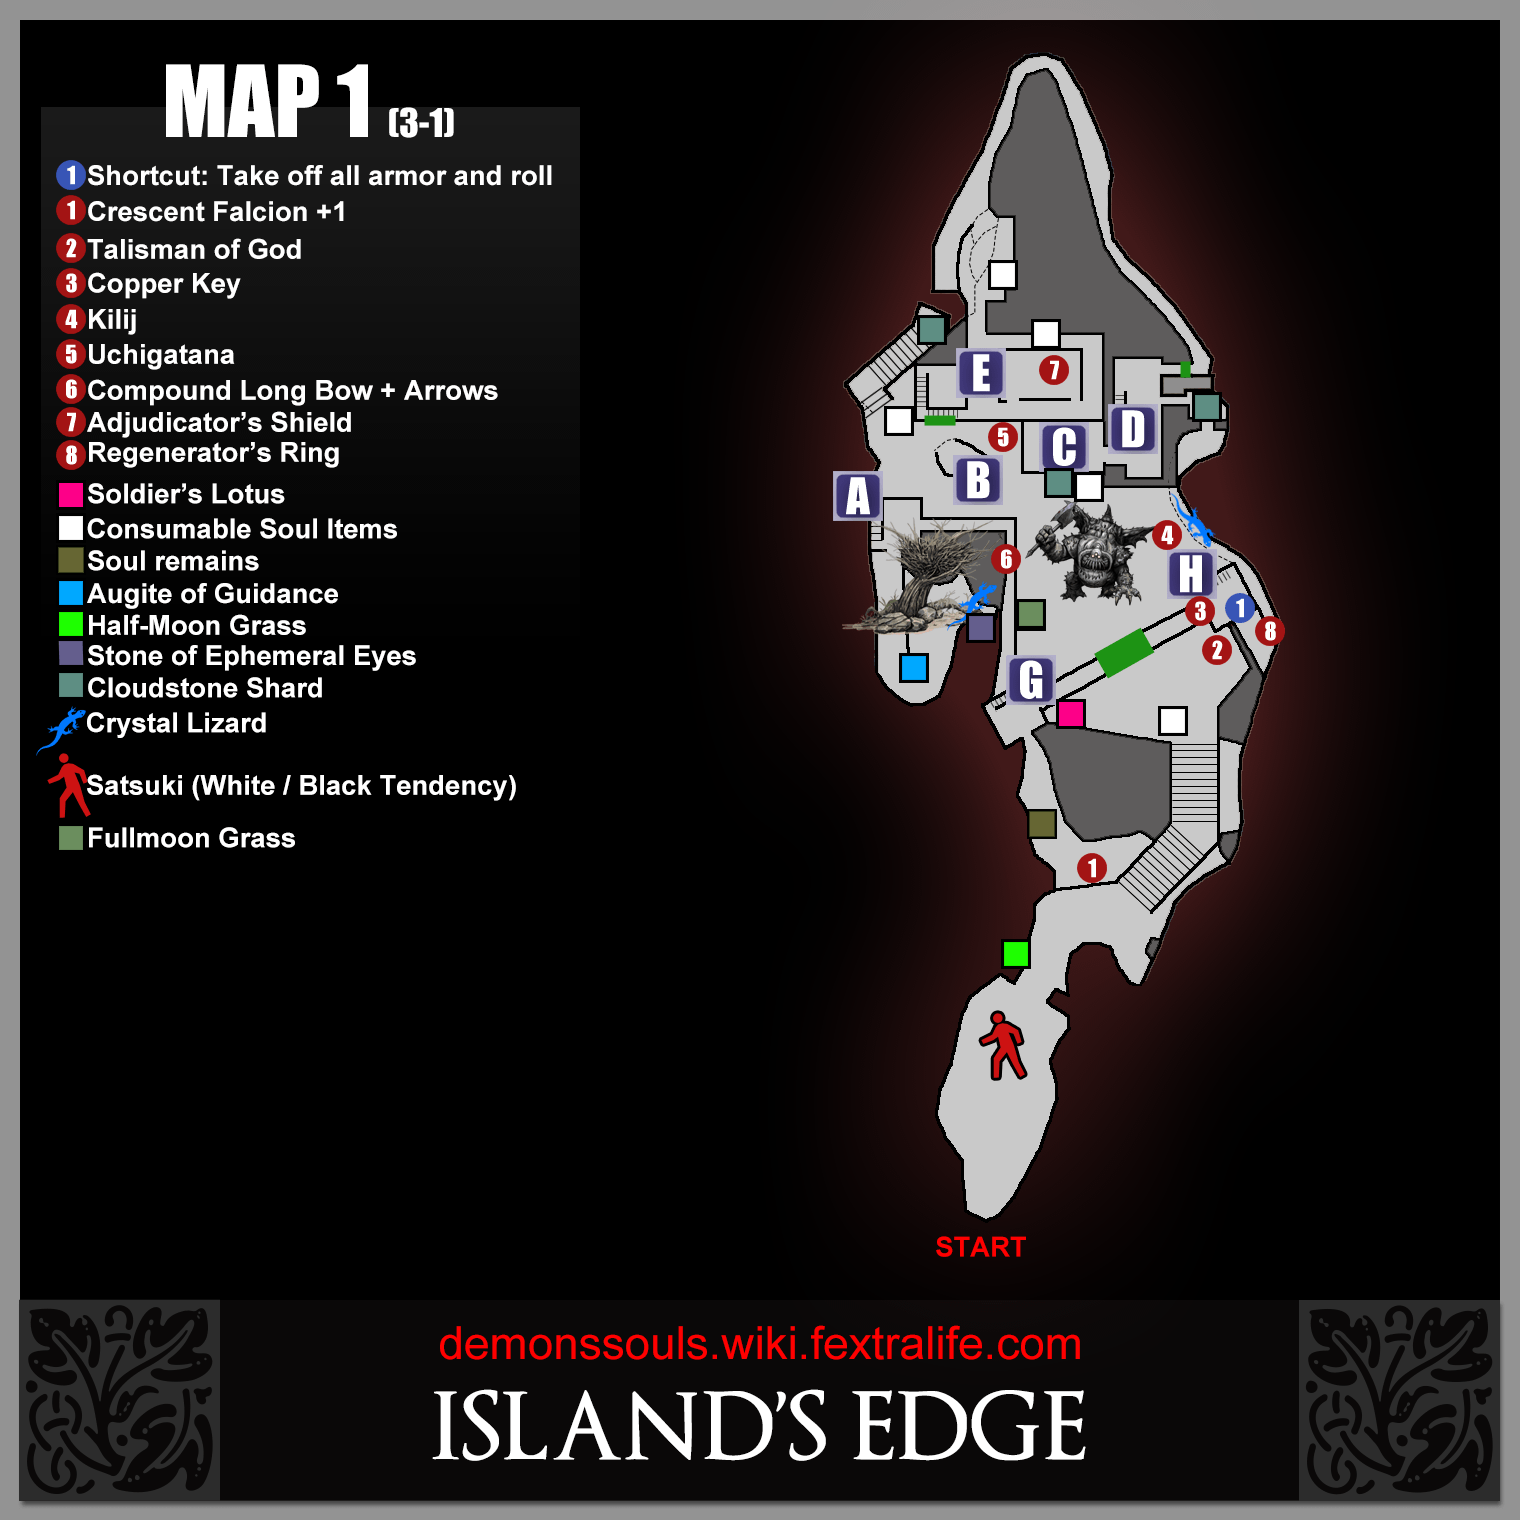 MAP 1 (3-1)
1 Shortcut: Take off all armor and roll
1 Crescent Falcion +1
2 Talisman of God
3 Copper Key
4 Kilij
5 Uchigatana
6 Compound Long Bow + Arrows
7 Adjudicator's Shield
8 Regenerator's Ring
Soldier's Lotus
Consumable Soul Items
Soul remains
Augite of Guidance
Half-Moon Grass
Stone of Ephemeral Eyes
Cloudstone Shard
Crystal Lizard
Satsuki (White / Black Tendency)
Fullmoon Grass
E
7
D
5
C
B
A
4
6
H
3
1
8
2
G
1
START
demonssouls.wiki.fextralife.com
ISLAND'S EDGE